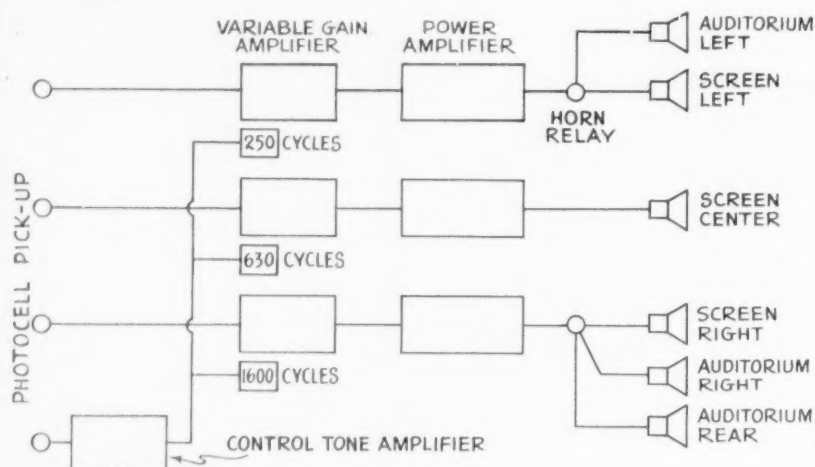 VARIABLE GAIN
AMPLIFIER
POWER
AMPLIFIER
AUDITORIUM
LEFT
SCREEN
LEFT
HORN
RELAY
250 CYCLES
SCREEN
CENTER
630 CYCLES
PHOTOCELL PICK-UP
SCREEN
RIGHT
1600 CYCLES
AUDITORIUM
RIGHT
AUDITORIUM
REAR
CONTROL TONE AMPLIFIER